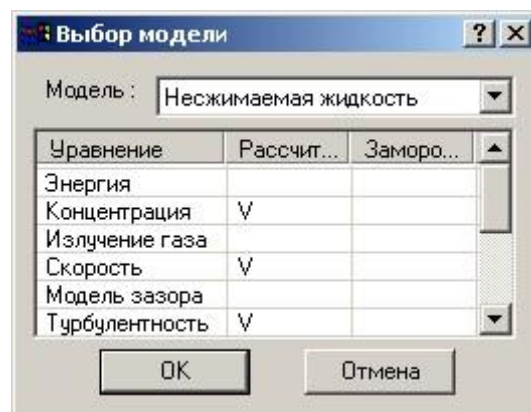 Выбор модели
Модель : Несжимаемая жидкость
Уравнение Рассчит... Заморо...
Энергия
Концентрация V
Излучение газа
Скорость V
Модель зазора
Турбулентность V
OK Отмена